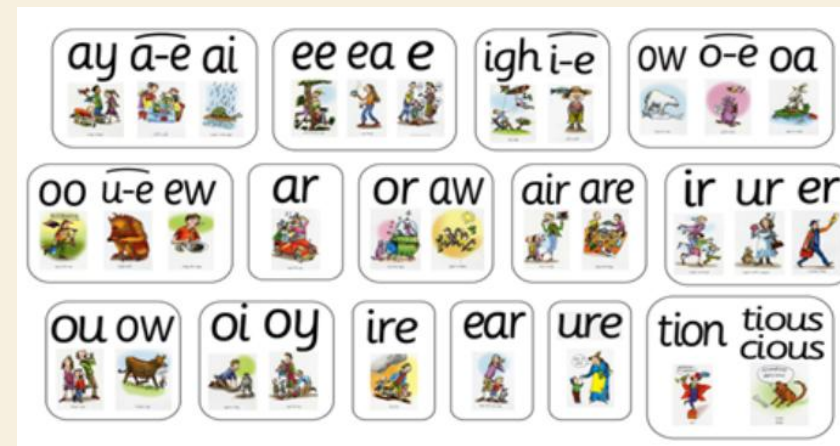 ay a-e ai ee ea e igh i-e ow o-e oa
oo u-e ew ar or aw air are ir ur er
ou ow oi oy ire ear ure tion tious
cious